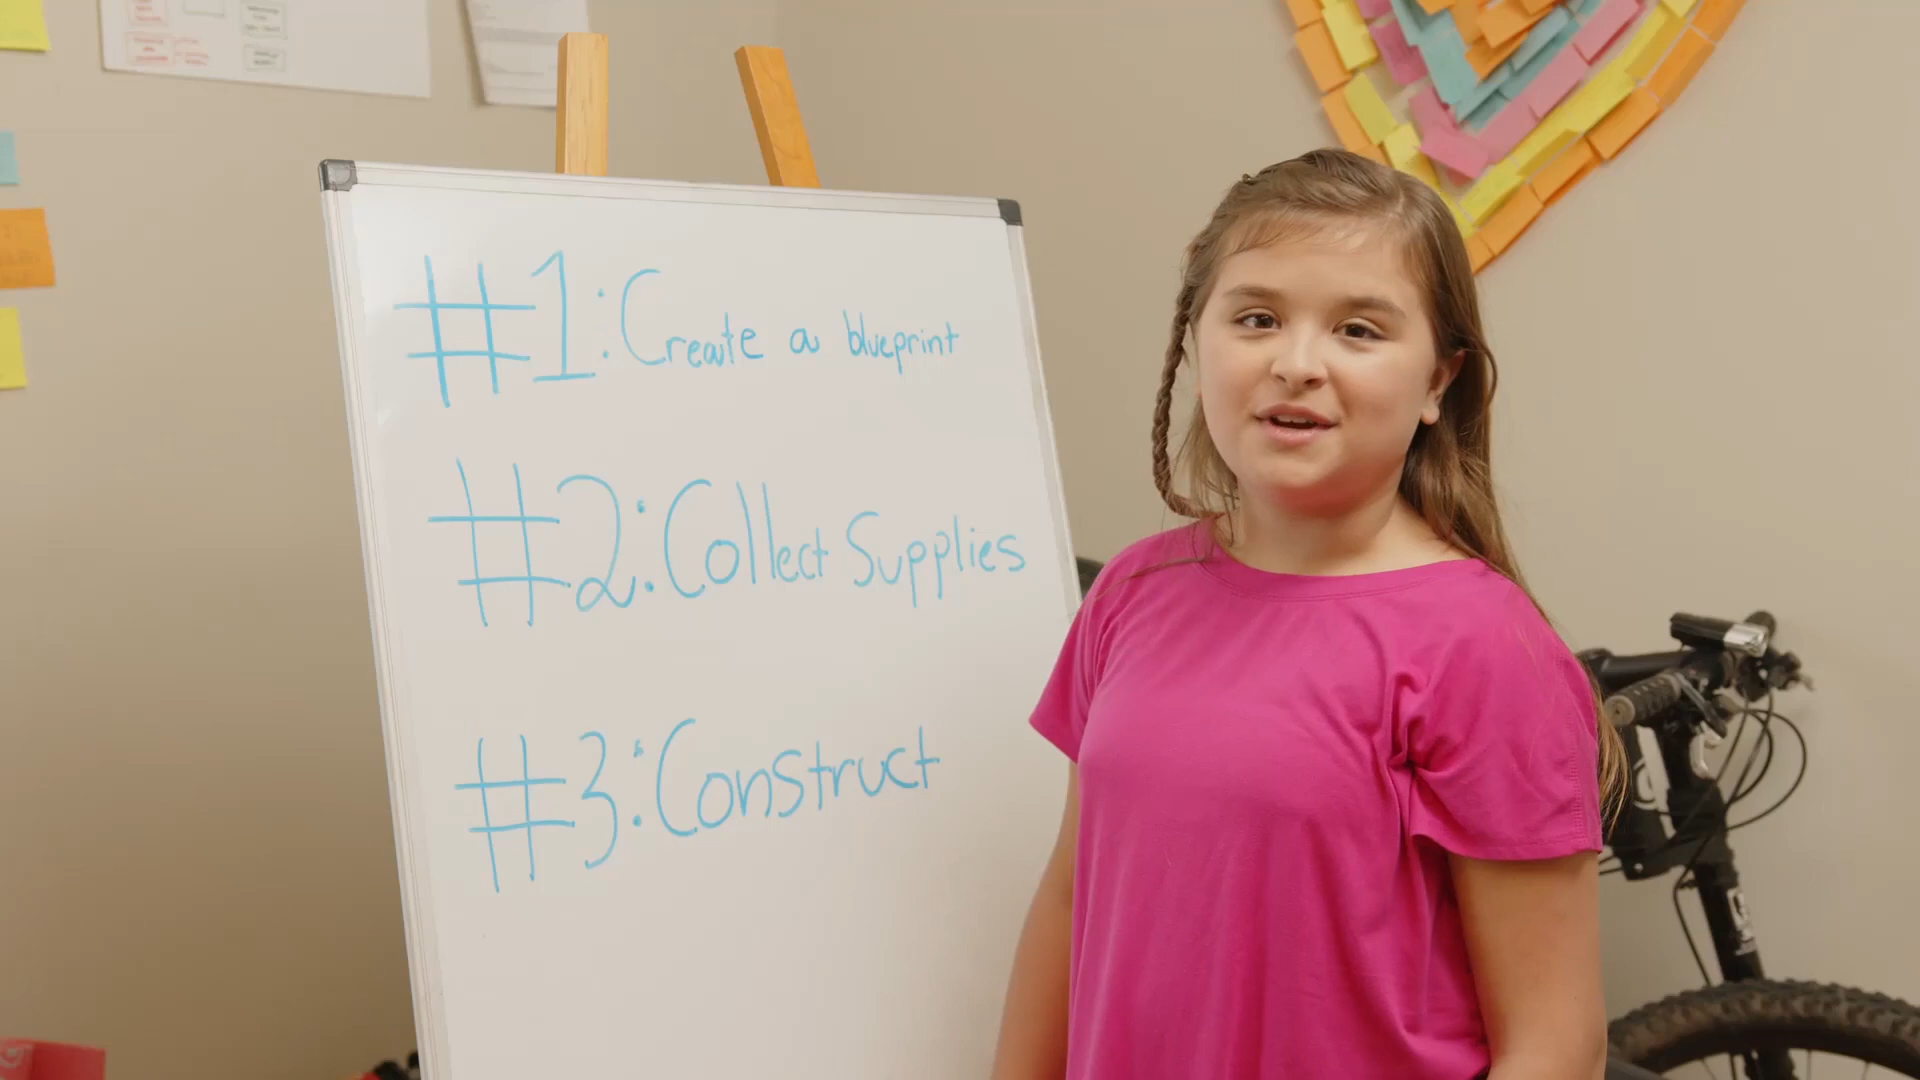 #1: Create a blueprint
#2: Collect Supplies
#3: Construct